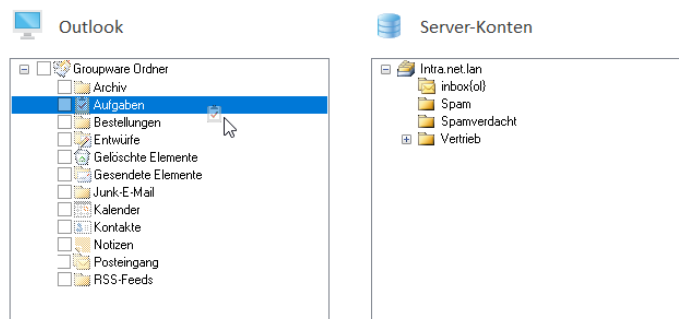 Outlook
Groupware Ordner
Archiv
Aufgaben
Bestellungen
Entwürfe
Gelöschte Elemente
Gesendete Elemente
Junk-E-Mail
Kalender
Kontakte
Notizen
Posteingang
RSS-Feeds
Server-Konten
Intra.net.lan
inbox{ol}
Spam
Spamverdacht
Vertrieb